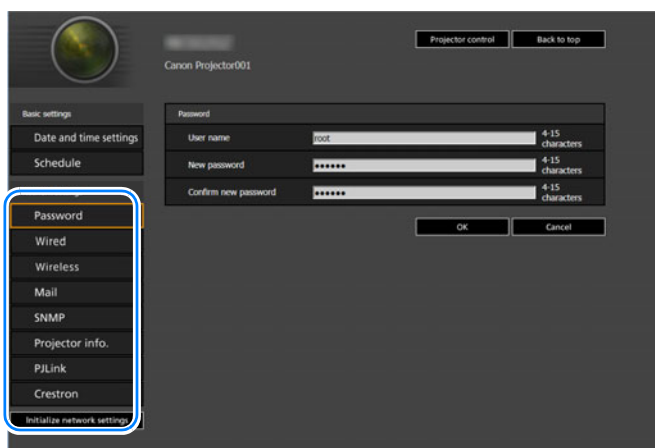 Projector control
Back to top
Canon Projector001
Basic settings
Date and time settings
Schedule
Password
Wired
Wireless
Mail
SNMP
Projector info.
PJLink
Crestron
Initialize network settings
Password
User name
root
4-15
characters
New password
••••••
4-15
characters
Confirm new password
••••••
4-15
characters
OK
Cancel